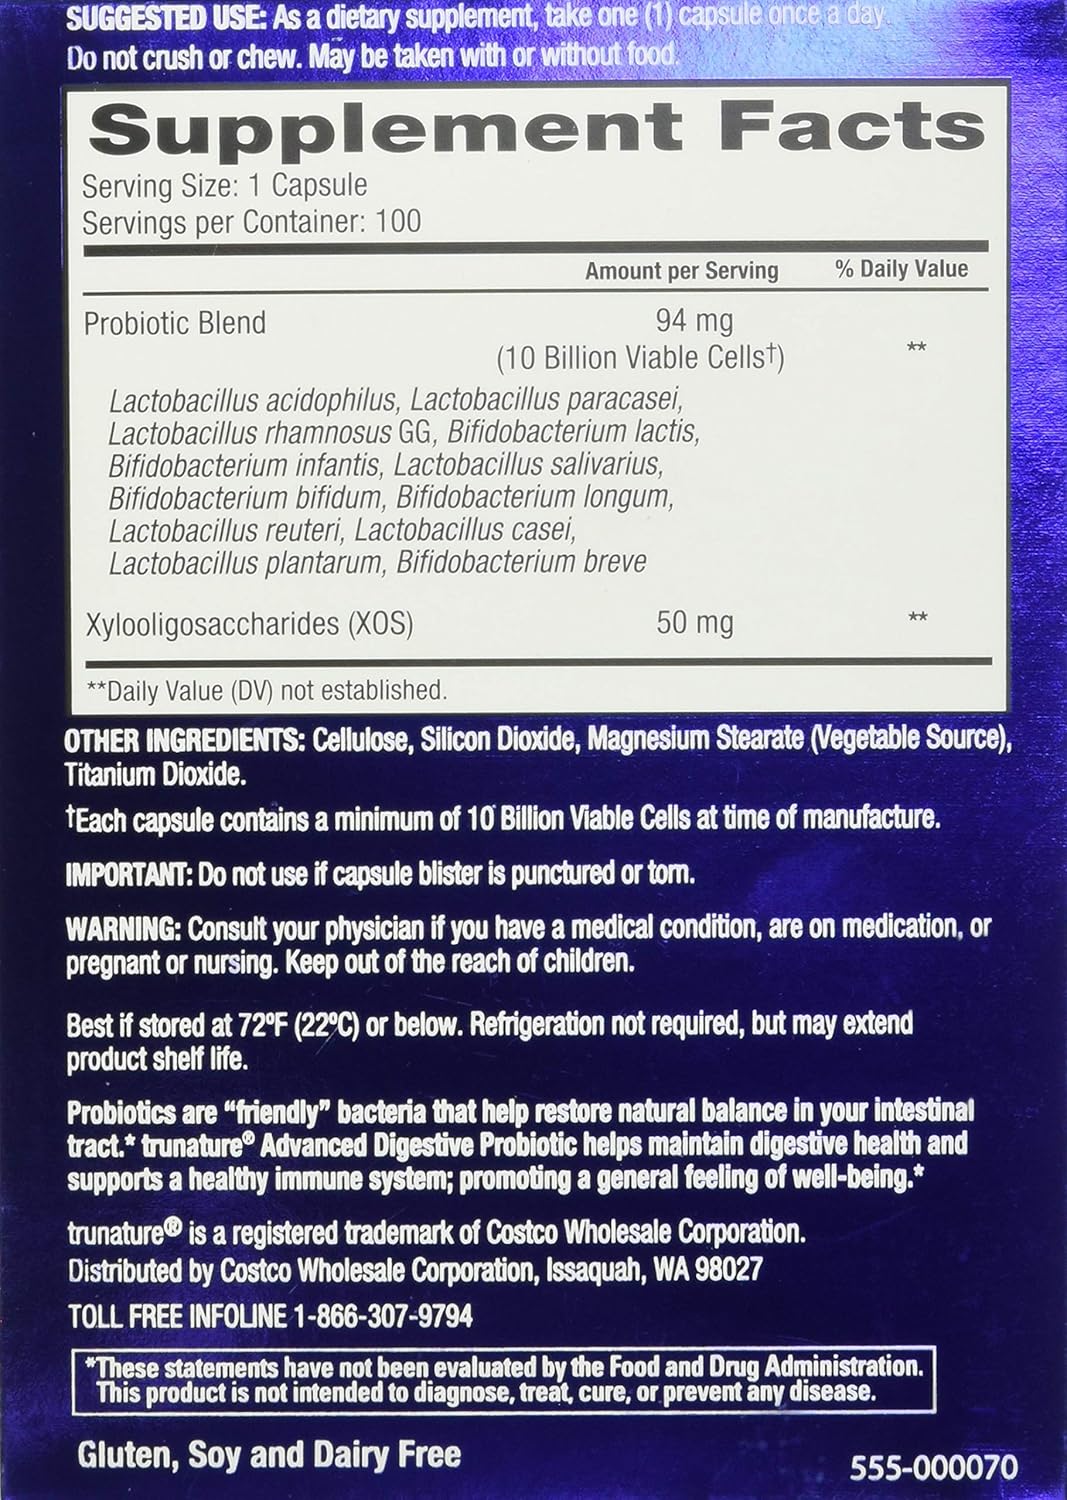 SUGGESTED USE: As a dietary supplement, take one (1) capsule once a day.
Do not crush or chew. May be taken with or without food.
Supplement Facts
Serving Size: 1 Capsule
Servings per Container: 100
Amount per Serving % Daily Value
Probiotic Blend 94 mg
(10 Billion Viable Cells†) **
Lactobacillus acidophilus, Lactobacillus paracasei,
Lactobacillus rhamnosus GG, Bifidobacterium lactis,
Bifidobacterium infantis, Lactobacillus salivarius,
Bifidobacterium bifidum, Bifidobacterium longum,
Lactobacillus reuteri, Lactobacillus casei,
Lactobacillus plantarum, Bifidobacterium breve
Xylooligosaccharides (XOS) 50 mg **
**Daily Value (DV) not established.
OTHER INGREDIENTS: Cellulose, Silicon Dioxide, Magnesium Stearate (Vegetable Source),
Titanium Dioxide.
†Each capsule contains a minimum of 10 Billion Viable Cells at time of manufacture.
IMPORTANT: Do not use if capsule blister is punctured or torn.
WARNING: Consult your physician if you have a medical condition, are on medication, or
pregnant or nursing. Keep out of the reach of children.
Best if stored at 72ºF (22ºC) or below. Refrigeration not required, but may extend
product shelf life.
Probiotics are “friendly” bacteria that help restore natural balance in your intestinal
tract.* trunature® Advanced Digestive Probiotic helps maintain digestive health and
supports a healthy immune system; promoting a general feeling of well-being.*
trunature® is a registered trademark of Costco Wholesale Corporation.
Distributed by Costco Wholesale Corporation, Issaquah, WA 98027
TOLL FREE INFOLINE 1-866-307-9794
*These statements have not been evaluated by the Food and Drug Administration.
This product is not intended to diagnose, treat, cure, or prevent any disease.
Gluten, Soy and Dairy Free
555-000070